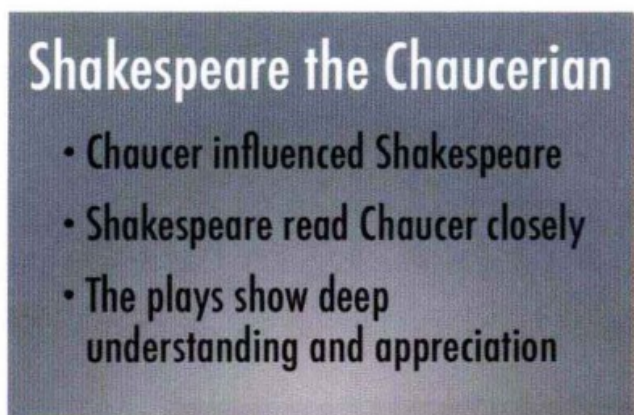 Shakespeare the Chaucerian
• Chaucer influenced Shakespeare
• Shakespeare read Chaucer closely
• The plays show deep
understanding and appreciation